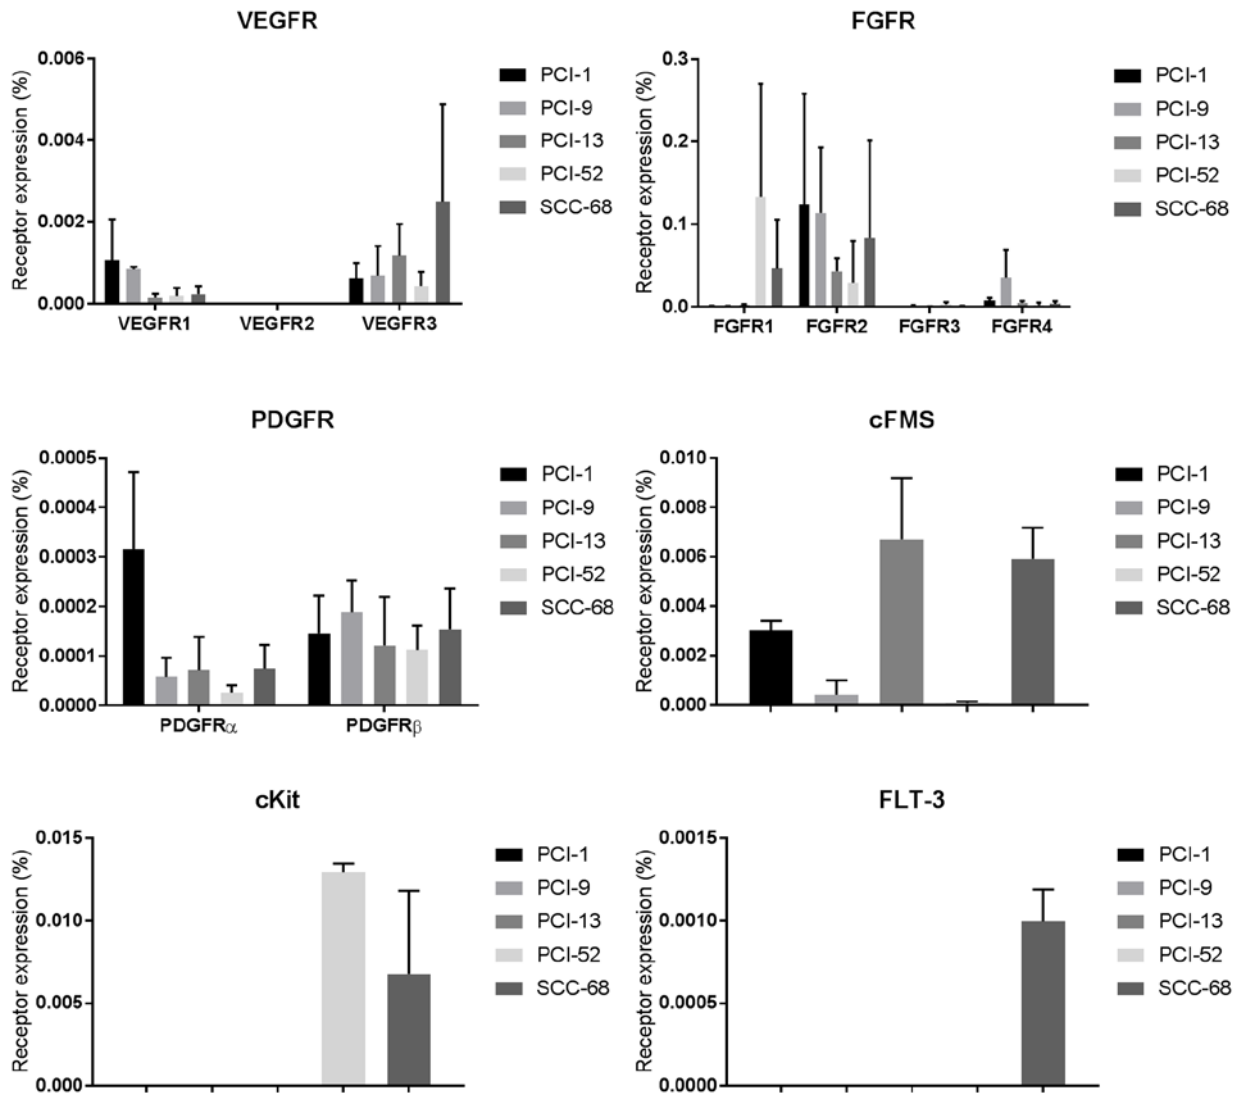 VEGFR
Receptor expression (%)
0.006
0.004
0.002
0.000
VEGFR1 VEGFR2 VEGFR3
PCI-1
PCI-9
PCI-13
PCI-52
SCC-68
FGFR
Receptor expression (%)
0.3
0.2
0.1
0.0
FGFR1 FGFR2 FGFR3 FGFR4
PCI-1
PCI-9
PCI-13
PCI-52
SCC-68
PDGFR
Receptor expression (%)
0.0005
0.0004
0.0003
0.0002
0.0001
0.0000
PDGFRα PDGFRβ
PCI-1
PCI-9
PCI-13
PCI-52
SCC-68
cFMS
Receptor expression (%)
0.010
0.008
0.006
0.004
0.002
0.000
PCI-1
PCI-9
PCI-13
PCI-52
SCC-68
cKit
Receptor expression (%)
0.015
0.010
0.005
0.000
PCI-1
PCI-9
PCI-13
PCI-52
SCC-68
FLT-3
Receptor expression (%)
0.0015
0.0010
0.0005
0.0000
PCI-1
PCI-9
PCI-13
PCI-52
SCC-68